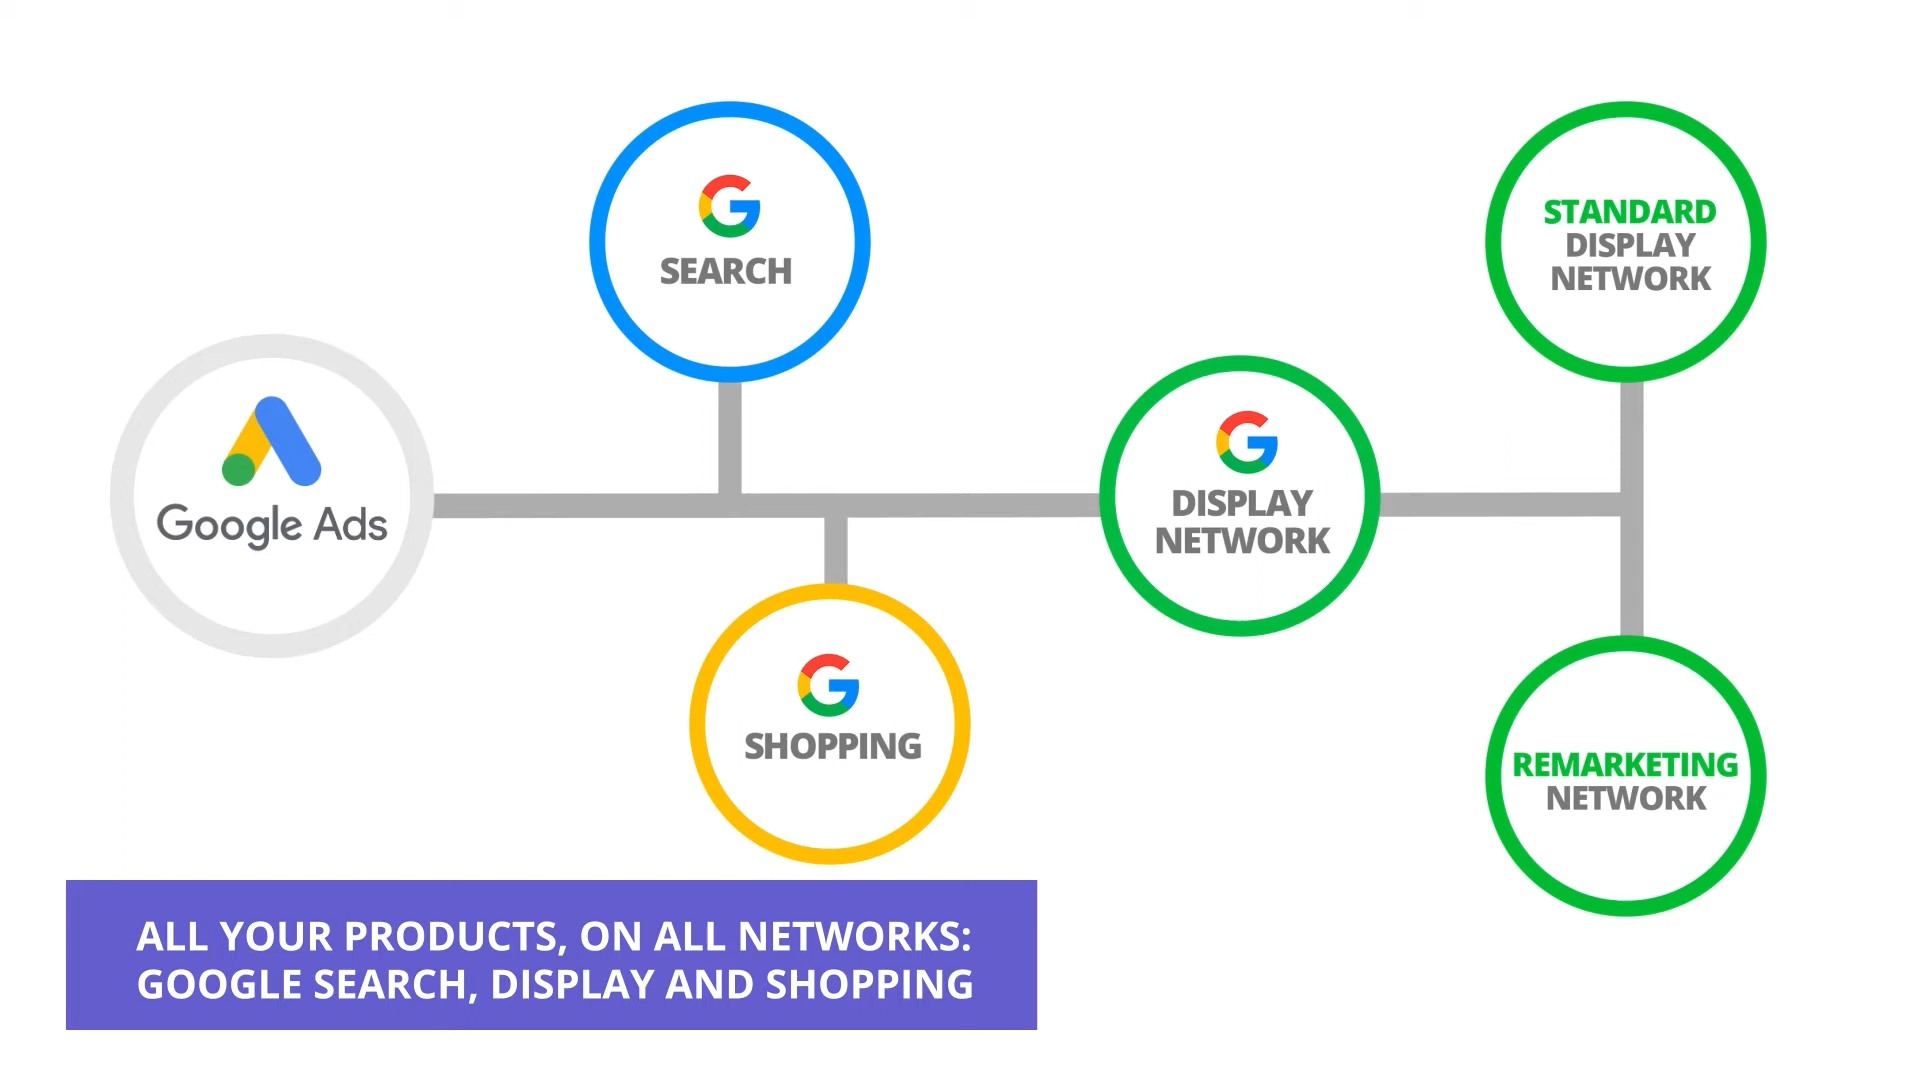 Google Ads
SEARCH
SHOPPING
DISPLAY
NETWORK
STANDARD
DISPLAY
NETWORK
REMARKETING
NETWORK
ALL YOUR PRODUCTS, ON ALL NETWORKS:
GOOGLE SEARCH, DISPLAY AND SHOPPING